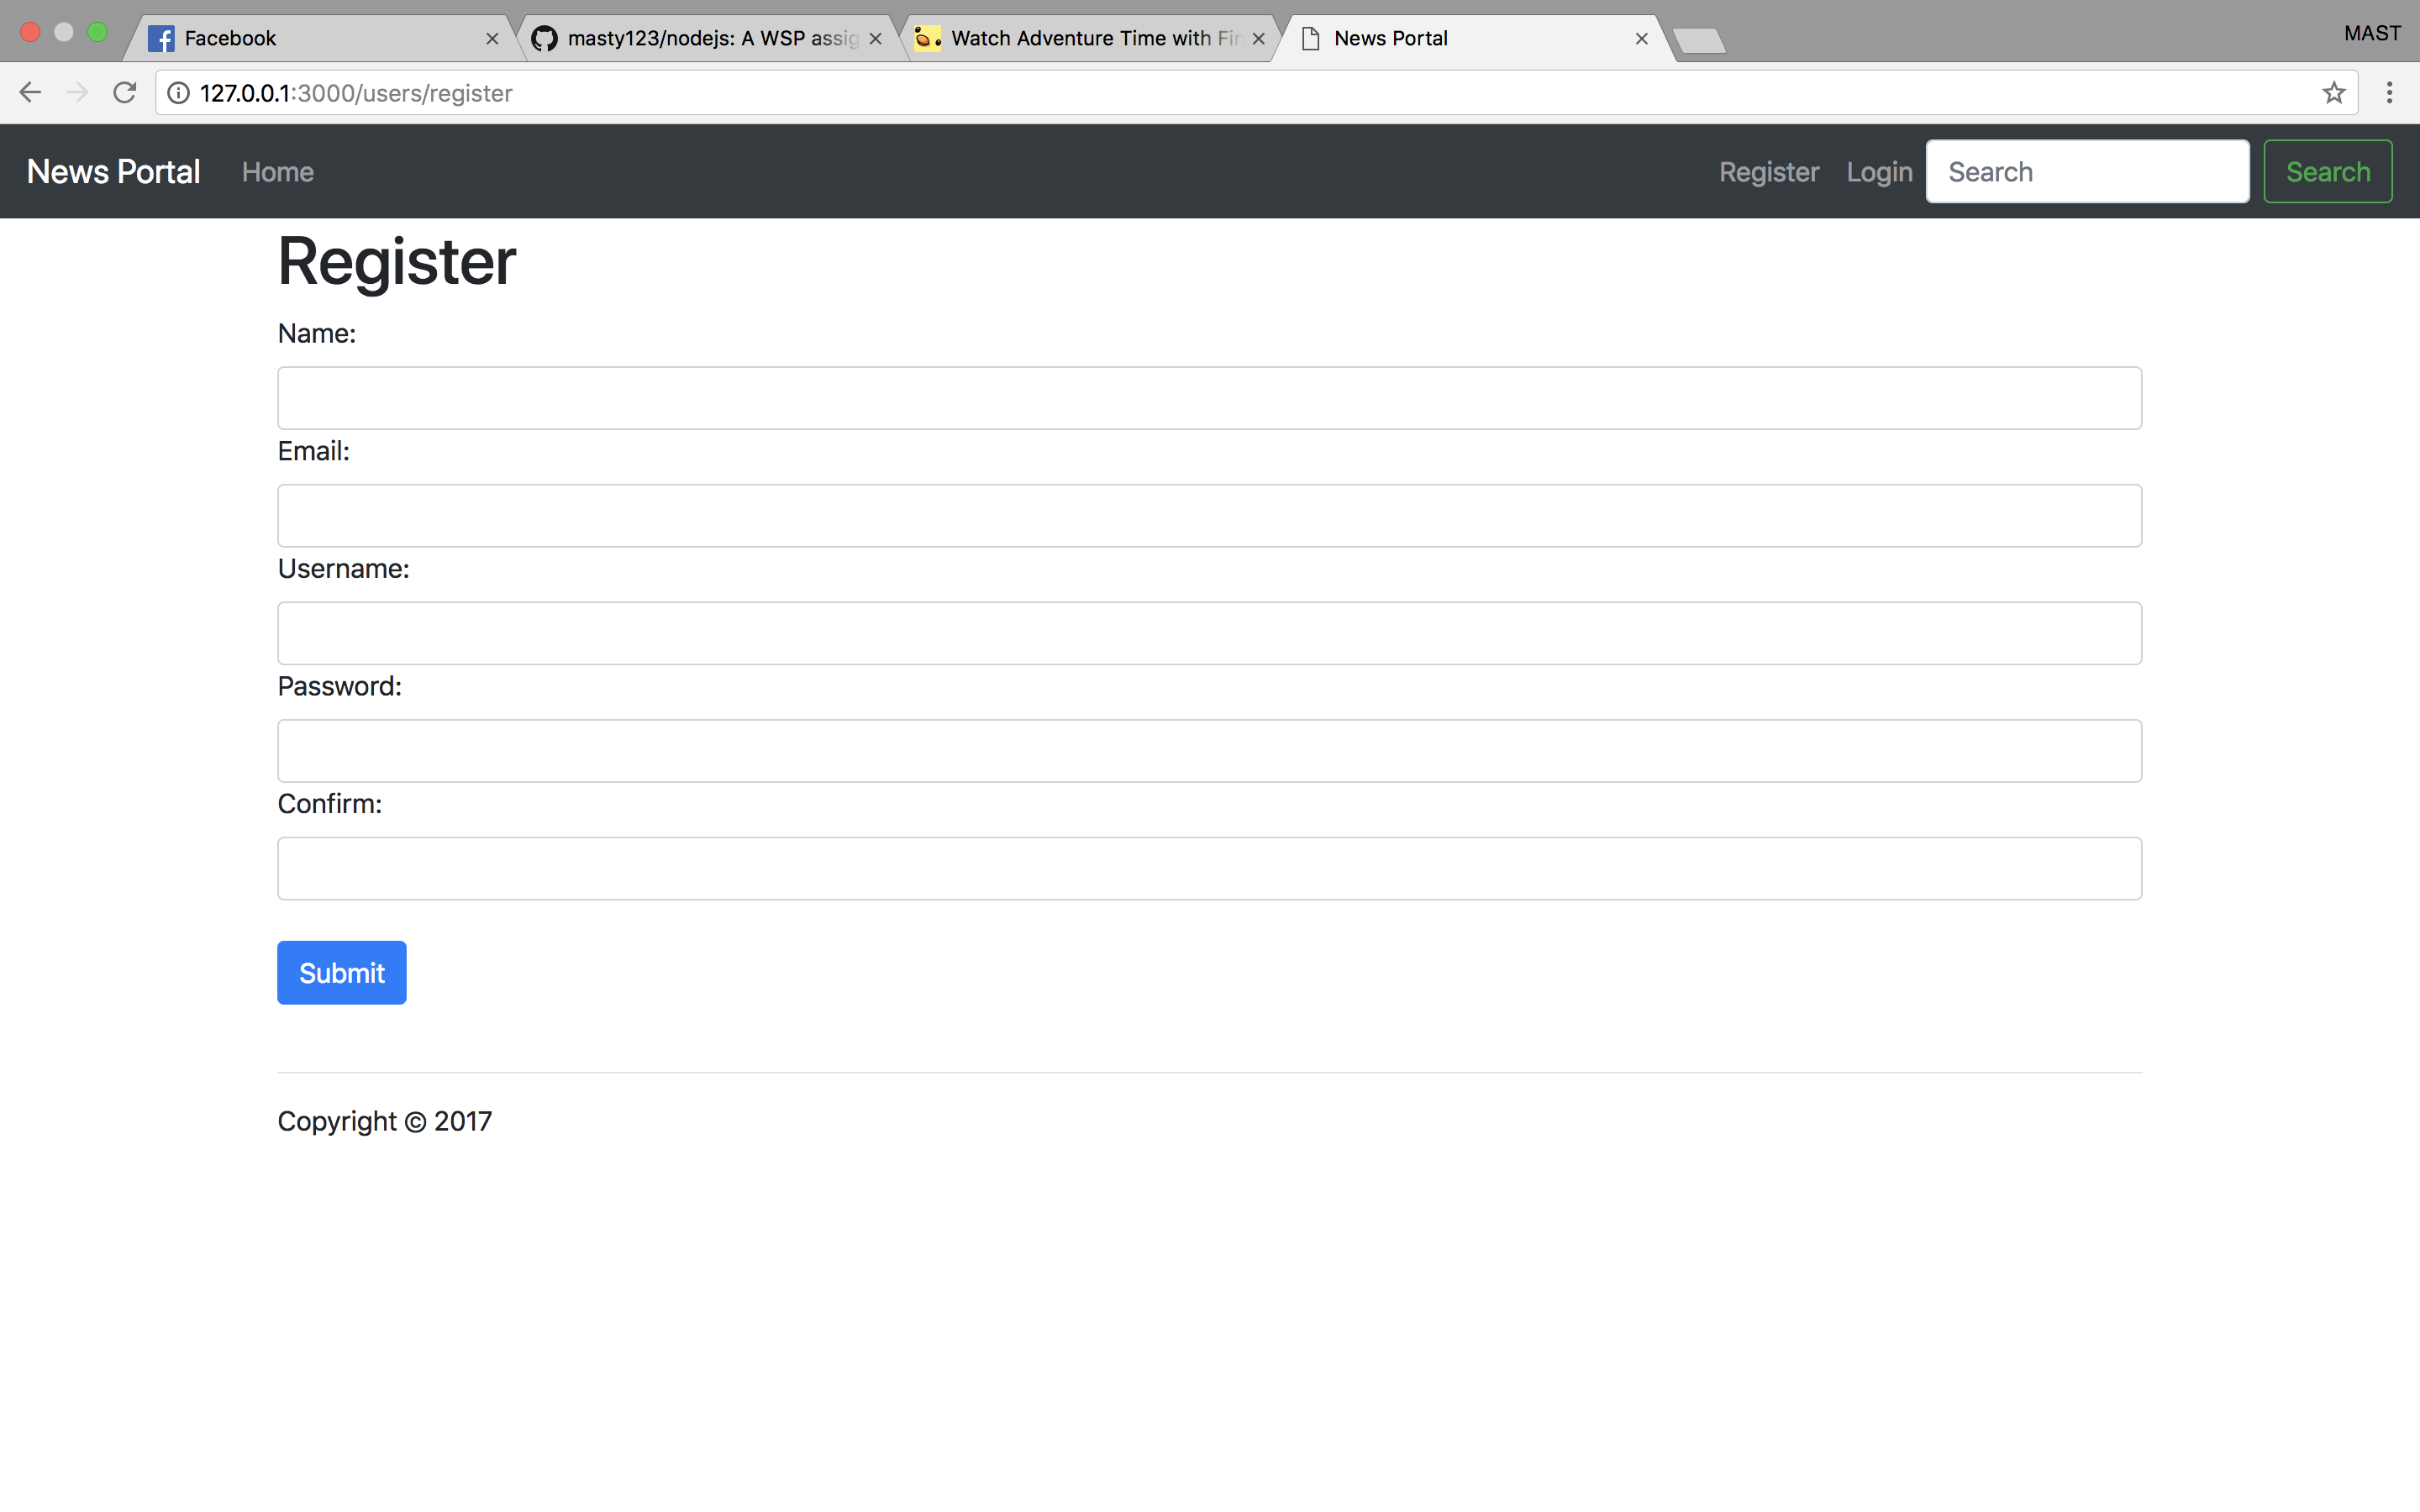 Facebook
masty123/nodejs: A WSP assig
Watch Adventure Time with Fin
News Portal
MAST
127.0.0.1:3000/users/register
News Portal
Home
Register
Login
Search
Search
Register
Name:
Email:
Username:
Password:
Confirm:
Submit
Copyright © 2017